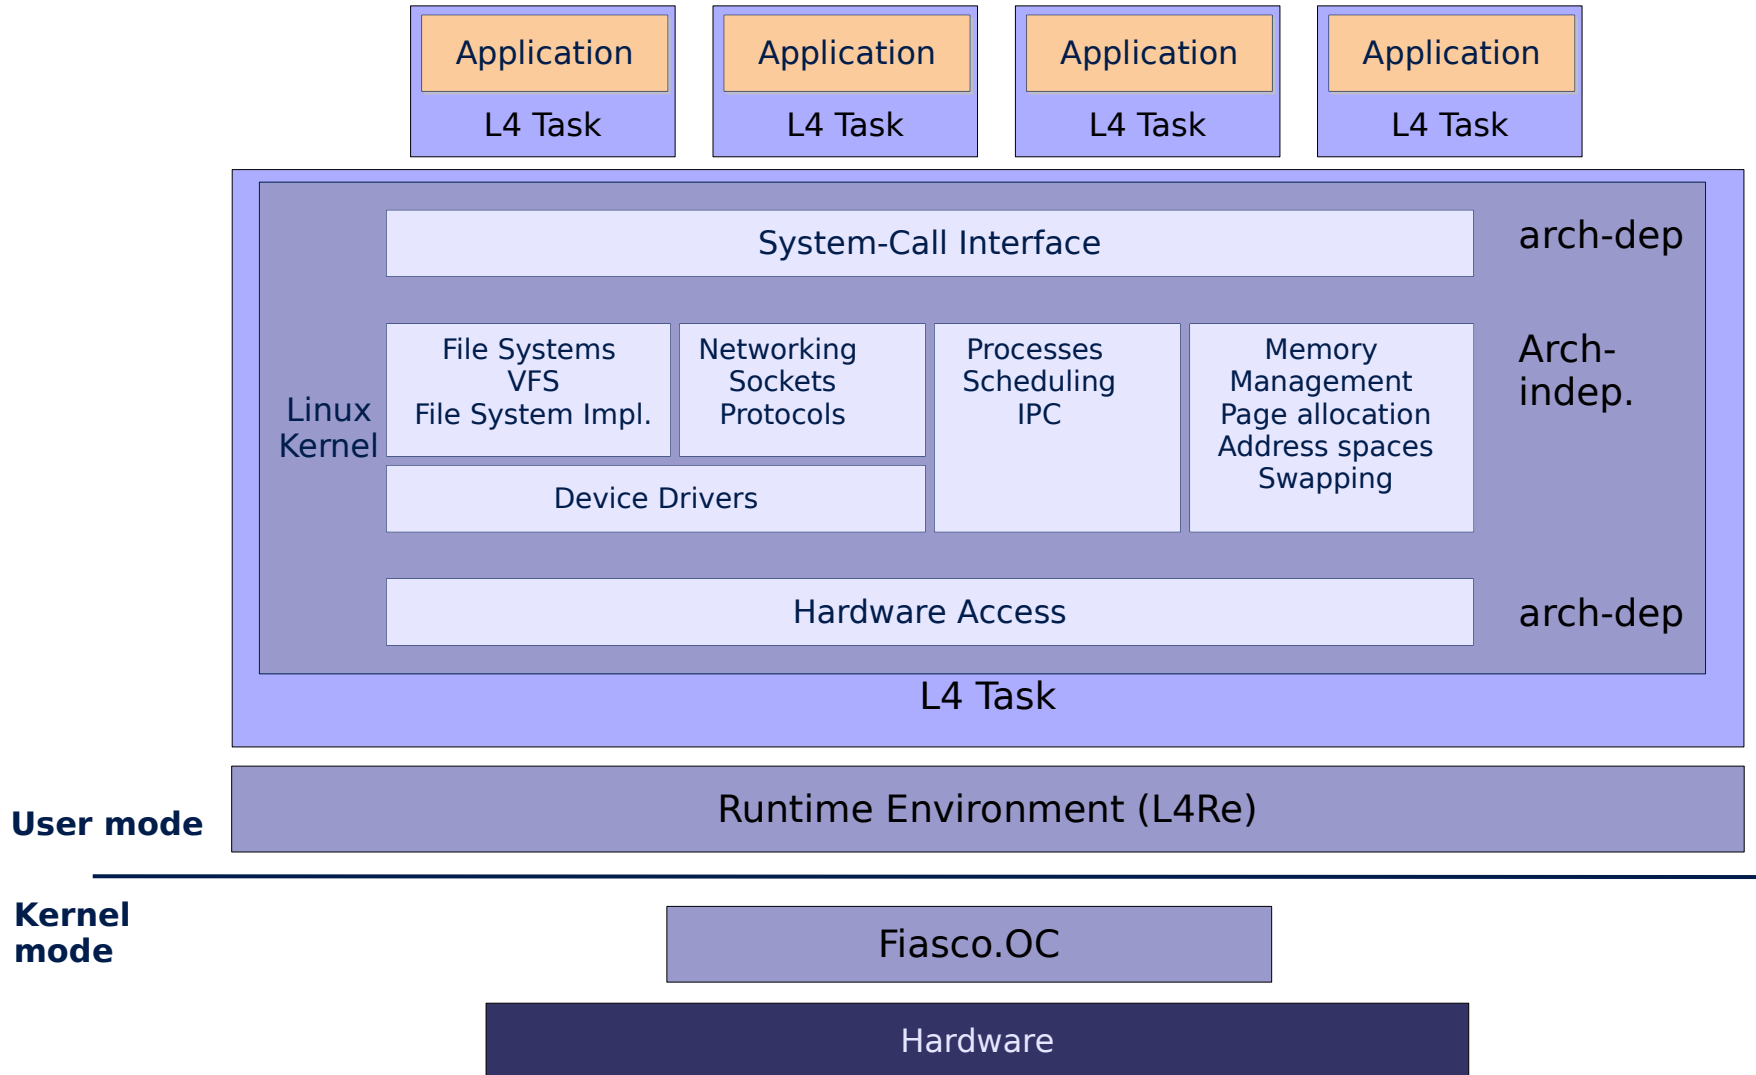 Application
Application
Application
Application
L4 Task
L4 Task
L4 Task
L4 Task
System-Call Interface
arch-dep
Linux
Kernel
File Systems
VFS
File System Impl.
Networking
Sockets
Protocols
Processes
Scheduling
IPC
Memory
Management
Page allocation
Address spaces
Swapping
Arch-
indep.
Device Drivers
Hardware Access
arch-dep
L4 Task
Runtime Environment (L4Re)
User mode
Kernel
mode
Fiasco.OC
Hardware